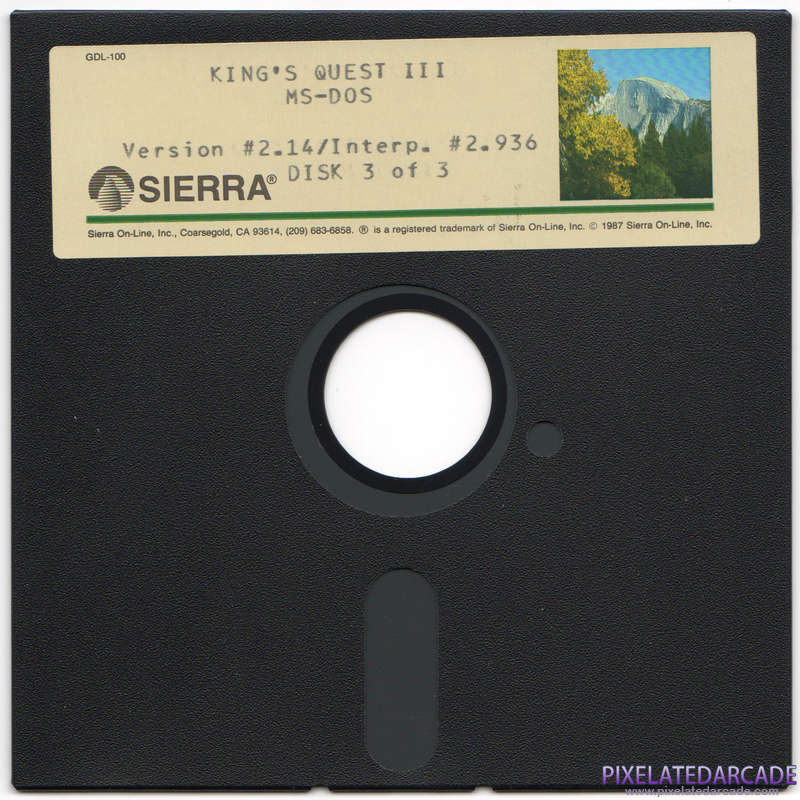 GDL-100
KING'S QUEST III
MS-DOS
Version #2.14/Interp. #2.936
DISK 3 of 3
SIERRA®
Sierra On-Line, Inc., Coarsegold, CA 93614, (209) 683-6858. ® is a registered trademark of Sierra On-Line, Inc. © 1987 Sierra On-Line, Inc.
PIXELATEDARCADE
www.pixelatedarcade.com